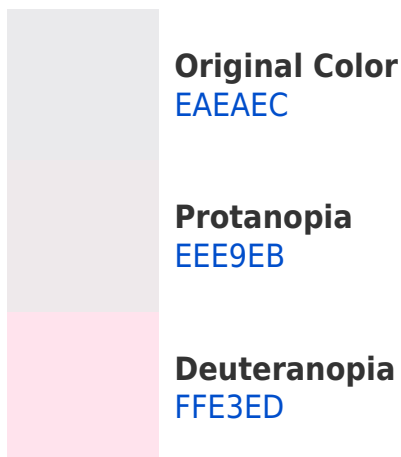 Original Color
EAEAEC
Protanopia
EEE9EB
Deuteranopia
FFE3ED